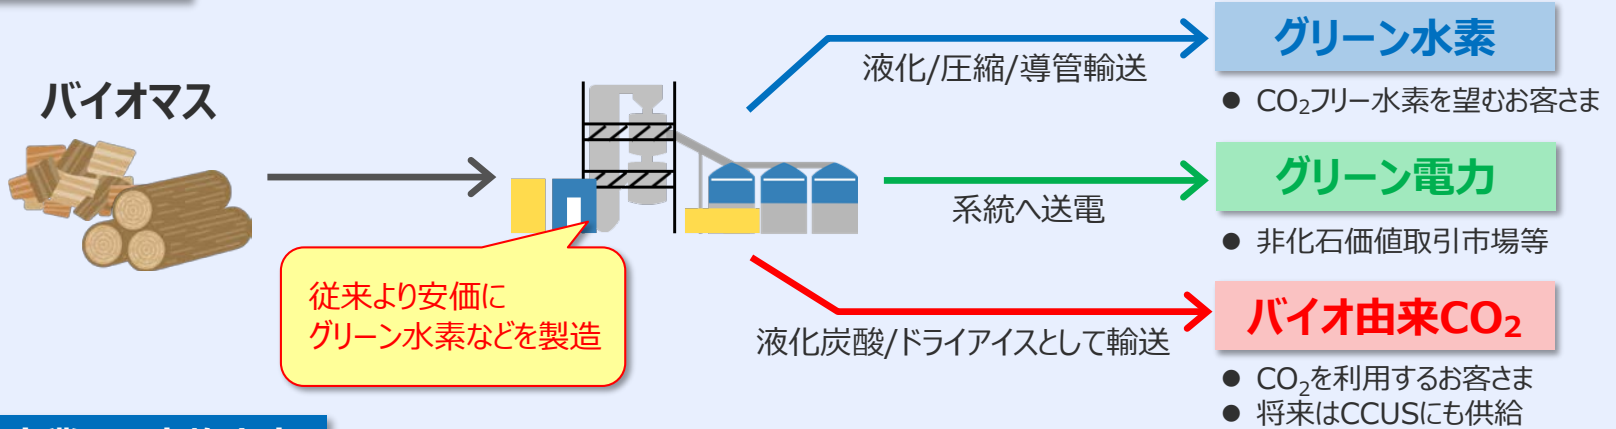 バイオマス
従来より安価に
グリーン水素などを製造
液化/圧縮/導管輸送
グリーン水素
● CO₂フリー水素を望むお客さま
系統へ送電
グリーン電力
● 非化石価値取引市場等
液化炭酸/ドライアイスとして輸送
バイオ由来CO₂
● CO₂を利用するお客さま
● 将来はCCUSにも供給